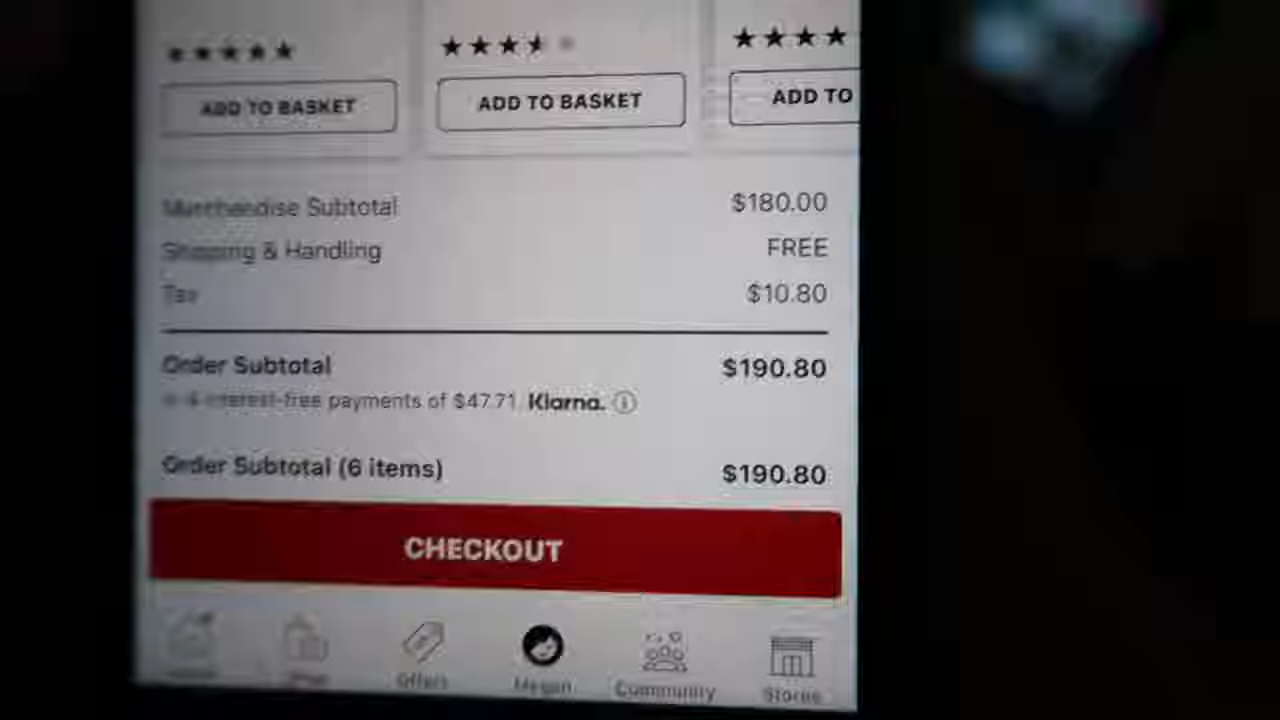 ADD TO BASKET
ADD TO BASKET
ADD TO
Merchandise Subtotal $180.00
Shipping & Handling FREE
Tax $10.80
Order Subtotal $190.80
4 interest-free payments of $47.71 Klarna.
Order Subtotal (6 items) $190.80
CHECKOUT
Offers Megan Community Stores